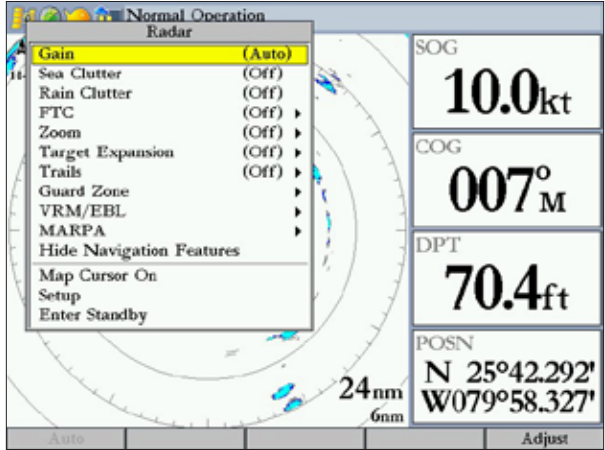 Normal Operation
Radar
Gain (Auto)
Sea Clutter (Off)
Rain Clutter (Off)
FTC (Off)
Zoom (Off)
Target Expansion (Off)
Trails (Off)
Guard Zone
VRM/EBL
MARPA
Hide Navigation Features
Map Cursor On
Setup
Enter Standby
24nm
6nm
SOG
10.0kt
COG
007°M
DPT
70.4ft
POSN
N 25°42.292'
W079°58.327'
Auto
Adjust